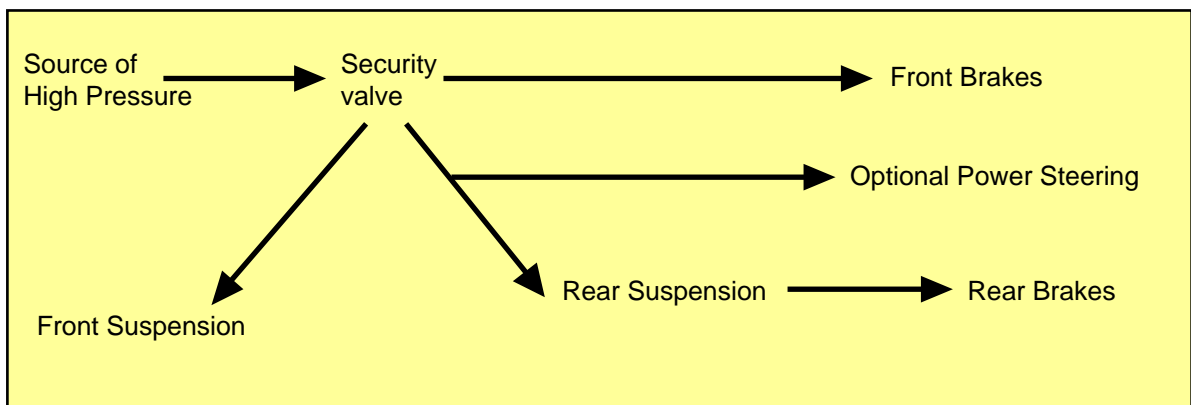 Source of
High Pressure
Security
valve
Front Brakes
Optional Power Steering
Rear Suspension
Rear Brakes
Front Suspension